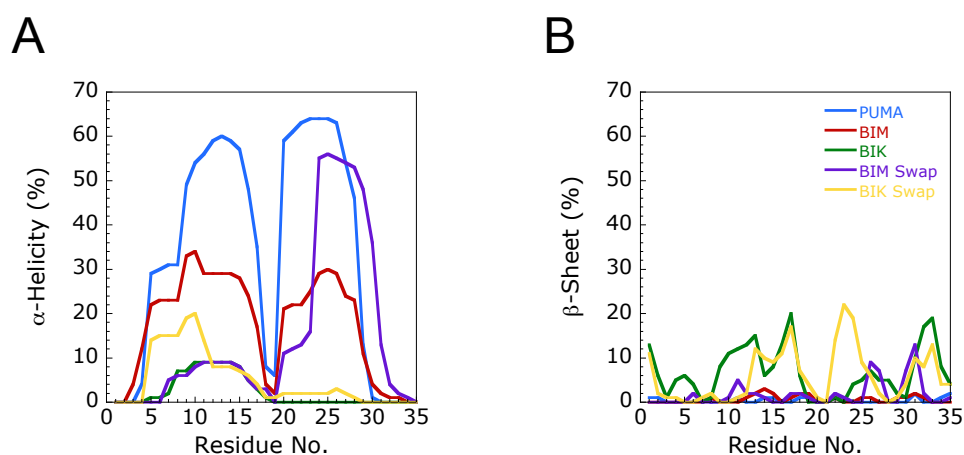 A
α-Helicity (%)
70
60
50
40
30
20
10
0
0 5 10 15 20 25 30 35
Residue No.
B
β-Sheet (%)
70
60
50
40
30
20
10
0
0 5 10 15 20 25 30 35
Residue No.
PUMA
BIM
BIK
BIM Swap
BIK Swap